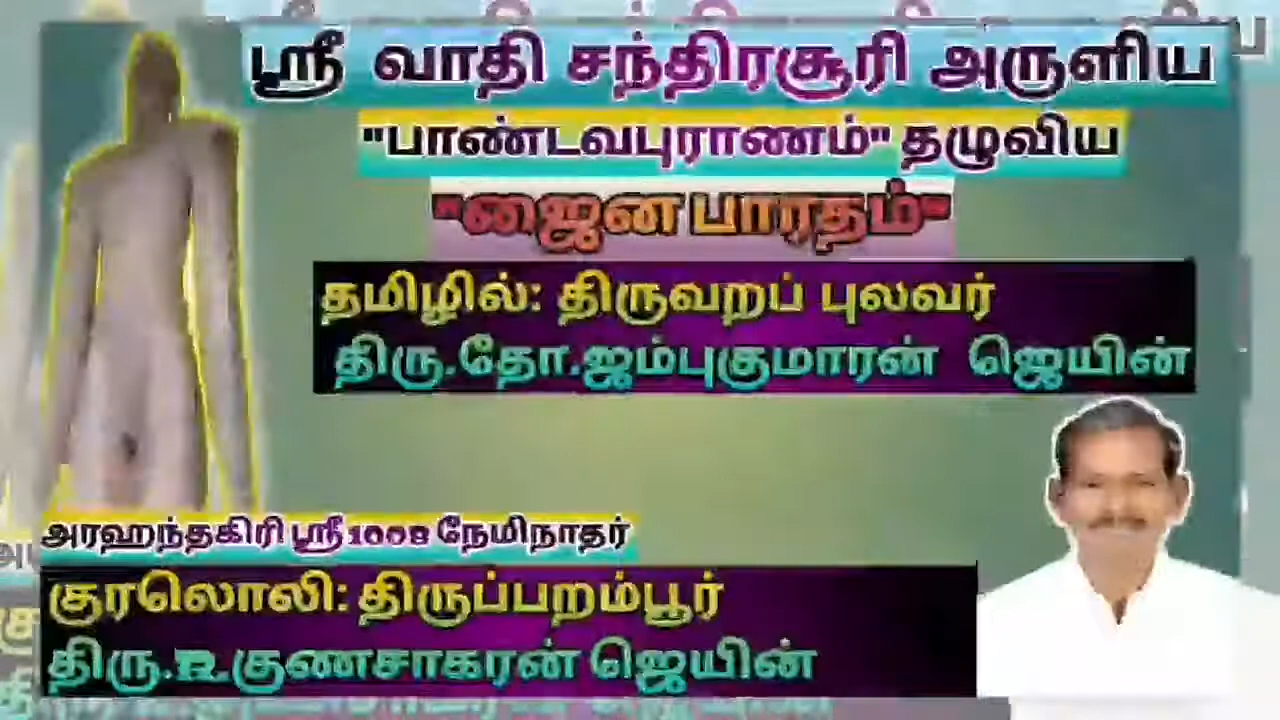 ஸ்ரீ வாதி சந்திரசூரி அருளிய
"பாண்டவபுராணம்" தழுவிய
"ஜைன பாரதம்"
தமிழில்: திருவறப் புலவர்
திரு.தோ.ஜம்புகுமாரன் ஜெயின்
அரஹந்தகிரி ஸ்ரீ 1008 நேமிநாதர்
குரலொலி: திருப்பறம்பூர்
திரு.R.குணசாகரன் ஜெயின்